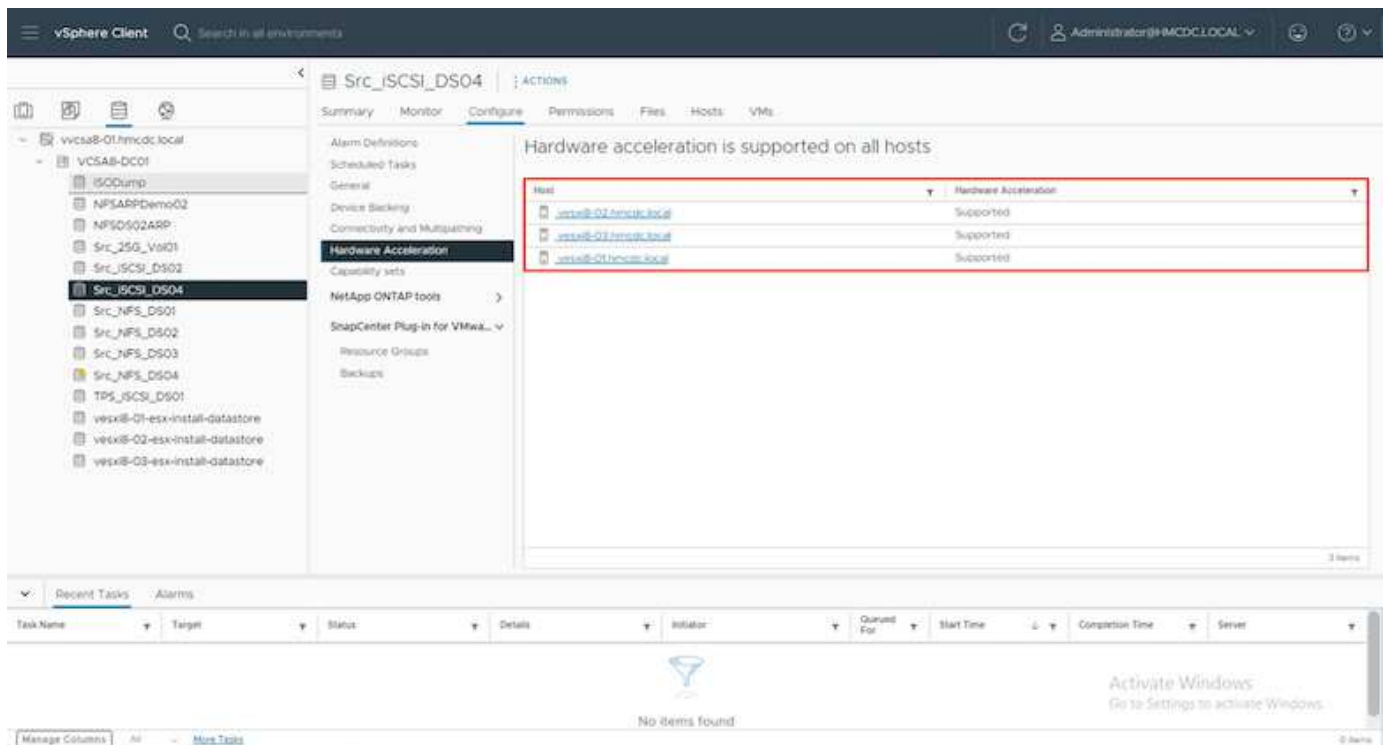 vSphere Client
Search in all environments
Administrator@HMCDC.LOCAL
Src_iSCSI_DS04
ACTIONS
Summary Monitor Configure Permissions Files Hosts VMs
vvcsa8-01.hmcdc.local
VCSA8-DC01
ISODump
NFSARPDemo02
NFSDS02ARP
Src_25G_Vol01
Src_iSCSI_DS02
Src_iSCSI_DS04
Src_NFS_DS01
Src_NFS_DS02
Src_NFS_DS03
Src_NFS_DS04
TPS_iSCSI_DS01
vesxi8-01-esx-install-datastore
vesxi8-02-esx-install-datastore
vesxi8-03-esx-install-datastore
Alarm Definitions
Scheduled Tasks
General
Device Backing
Connectivity and Multipathing
Hardware Acceleration
Capability sets
NetApp ONTAP tools
SnapCenter Plug-in for VMwa...
Resource Groups
Backups
Hardware acceleration is supported on all hosts
Host Hardware Acceleration
vesxi8-02.hmcdc.local Supported
vesxi8-03.hmcdc.local Supported
vesxi8-01.hmcdc.local Supported
3 items
Recent Tasks Alarms
Task Name Target Status Details Initiator Queued For Start Time Completion Time Server
No items found
Activate Windows
Go to Settings to activate Windows.
Manage Columns All More Tasks
0 items